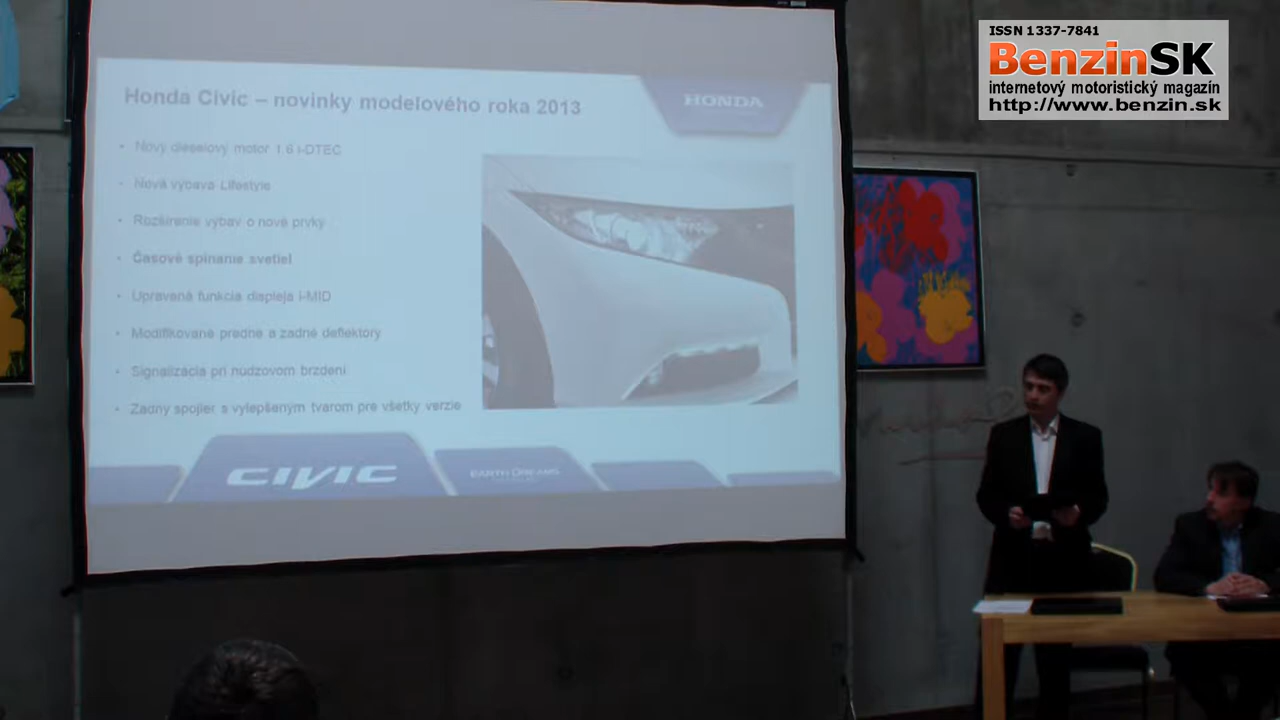 ISSN 1337-7841
BenzinSK
internetový motoristický magazín
http://www.benzin.sk
Honda Civic – novinky modelového roka 2013
HONDA
• Nový dieselový motor 1.6 i-DTEC
• Nová výbava Lifestyle
• Rozšírenie výbav o nové prvky
• Časové spínanie svetiel
• Upravená funkcia displeja i-MID
• Modifikované predné a zadné deflektory
• Signalizácia pri núdzovom brzdení
• Zadný spojler s vylepšeným tvarom pre všetky verzie
CIVIC
EARTH DREAMS